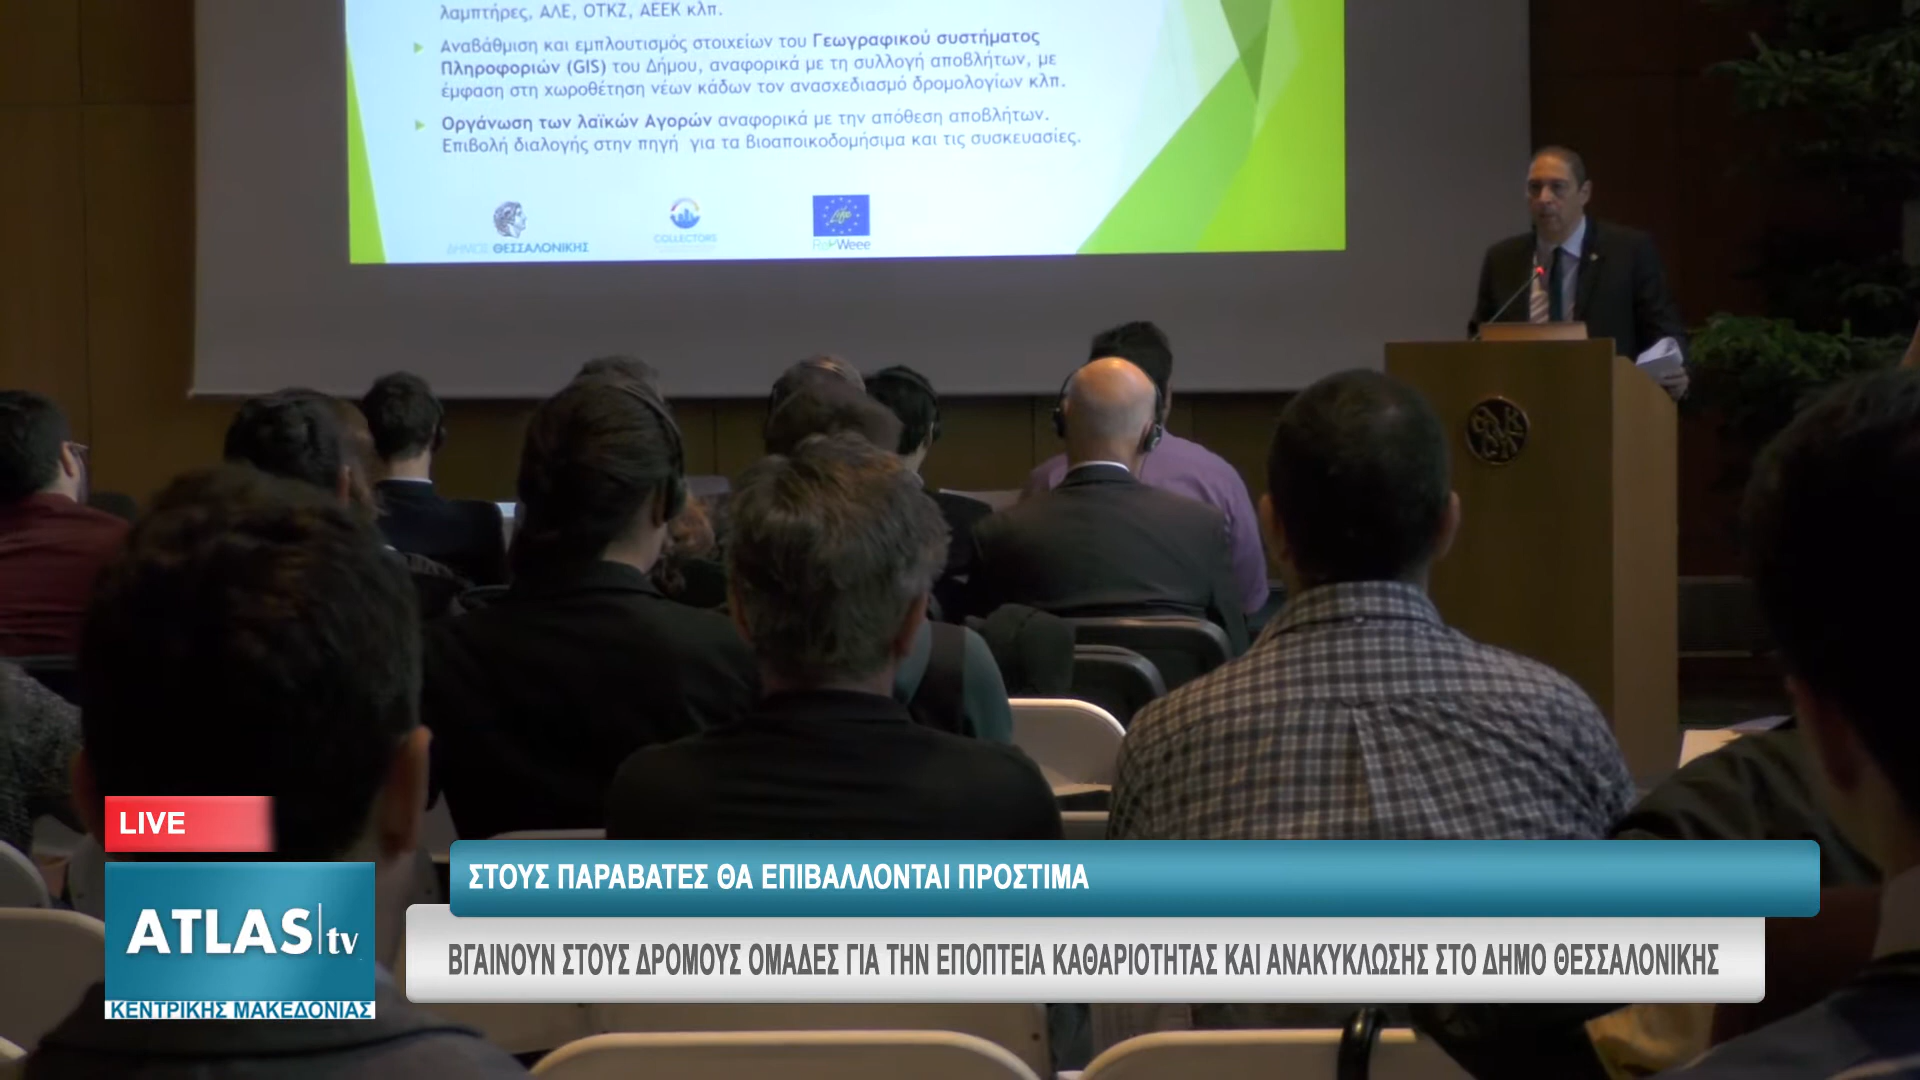 λαμπτήρες, ΑΛΕ, ΟΤΚΖ, ΑΕΕΚ κλπ.
Αναβάθμιση και εμπλουτισμός στοιχείων του Γεωγραφικού συστήματος
Πληροφοριών (GIS) του Δήμου, αναφορικά με τη συλλογή αποβλήτων, με
έμφαση στη χωροθέτηση νέων κάδων τον ανασχεδιασμό δρομολογίων κλπ.
Οργάνωση των λαϊκών Αγορών αναφορικά με την απόθεση αποβλήτων.
Επιβολή διαλογής στην πηγή για τα βιοαποικοδομήσιμα και τις συσκευασίες.
ΔΗΜΟΣ ΘΕΣΣΑΛΟΝΙΚΗΣ
COLLECTORS
Life
ReWeee
LIVE
ATLAS tv
ΚΕΝΤΡΙΚΗΣ ΜΑΚΕΔΟΝΙΑΣ
ΣΤΟΥΣ ΠΑΡΑΒΑΤΕΣ ΘΑ ΕΠΙΒΑΛΛΟΝΤΑΙ ΠΡΟΣΤΙΜΑ
ΒΓΑΙΝΟΥΝ ΣΤΟΥΣ ΔΡΟΜΟΥΣ ΟΜΑΔΕΣ ΓΙΑ ΤΗΝ ΕΠΟΠΤΕΙΑ ΚΑΘΑΡΙΟΤΗΤΑΣ ΚΑΙ ΑΝΑΚΥΚΛΩΣΗΣ ΣΤΟ ΔΗΜΟ ΘΕΣΣΑΛΟΝΙΚΗΣ